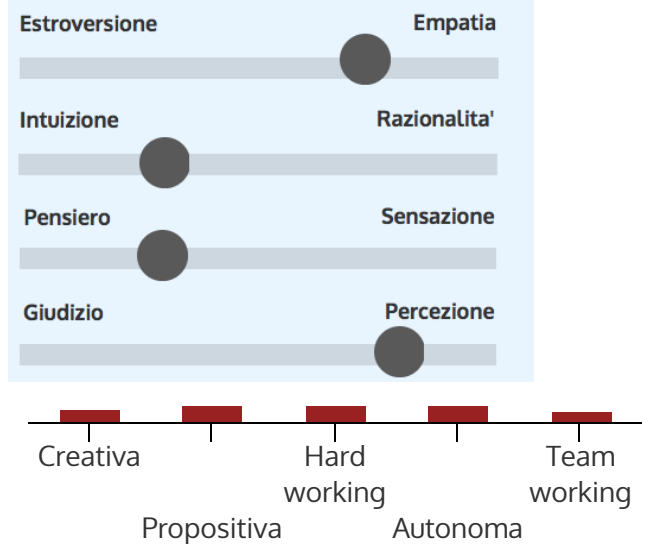 Estroversione Empatia
Intuizione Razionalita'
Pensiero Sensazione
Giudizio Percezione
Creativa
Hard
working
Team
working
Propositiva
Autonoma